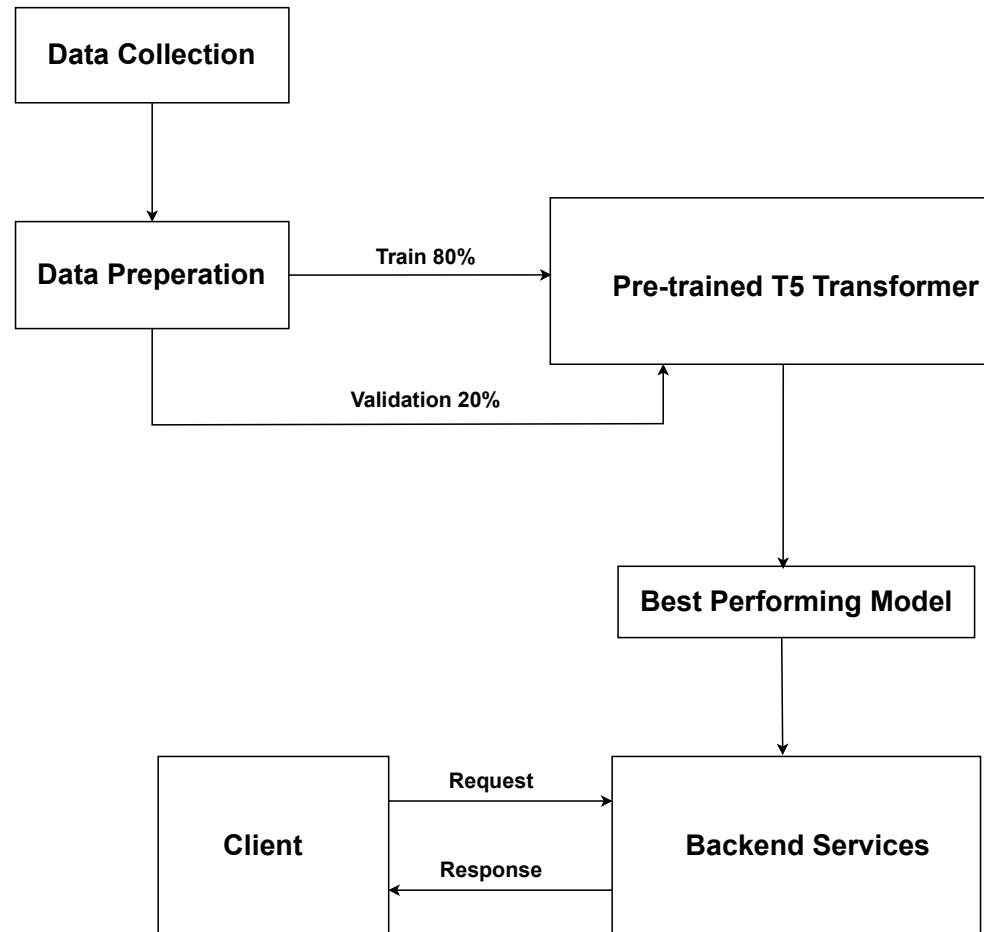 Data Collection
Data Preperation
Train 80%
Pre-trained T5 Transformer
Validation 20%
Best Performing Model
Request
Client
Backend Services
Response